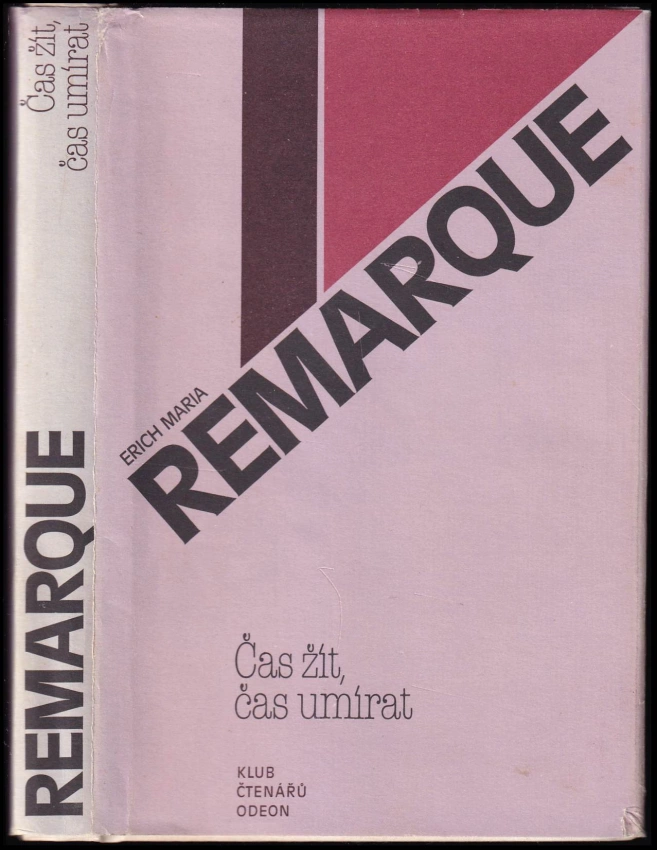 Čas žít,
čas umírat
REMARQUE
ERICH MARIA
REMARQUE
Čas žít,
čas umírat
KLUB
ČTENÁŘŮ
ODEON